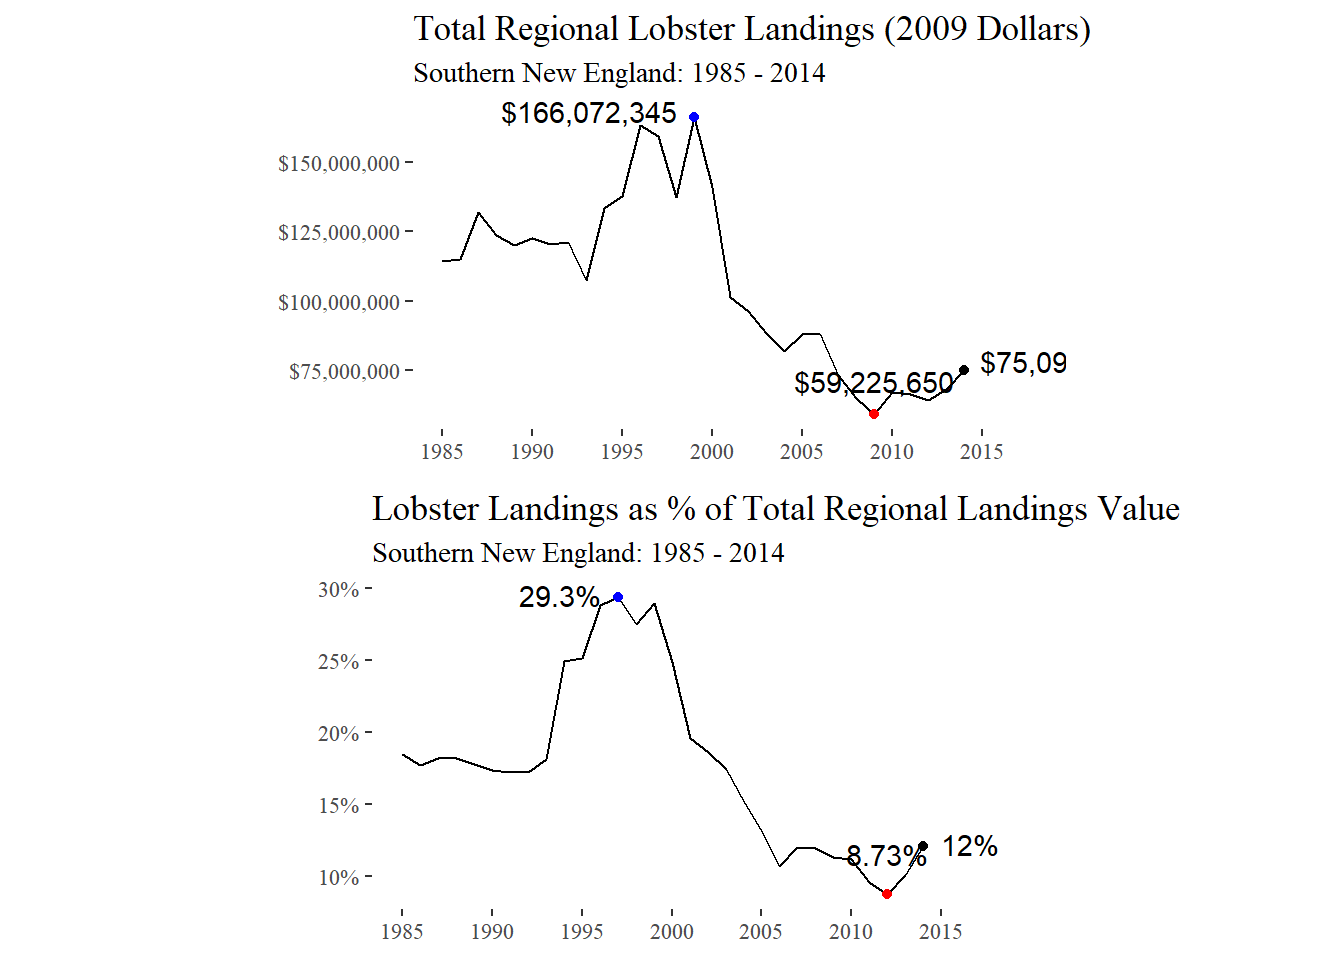 Total Regional Lobster Landings (2009 Dollars)
Southern New England: 1985 - 2014
$166,072,345
$150,000,000
$125,000,000
$100,000,000
$75,000,000
$59,225,650
$75,09
1985 1990 1995 2000 2005 2010 2015
Lobster Landings as % of Total Regional Landings Value
Southern New England: 1985 - 2014
30%
29.3%
25%
20%
15%
10%
8.73%
12%
1985 1990 1995 2000 2005 2010 2015